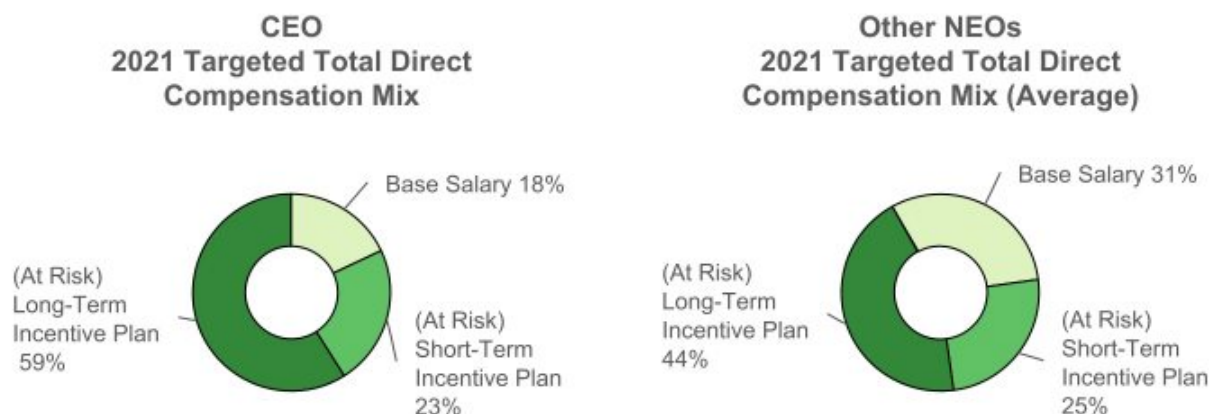 CEO
2021 Targeted Total Direct
Compensation Mix
Base Salary 18%
(At Risk)
Short-Term
Incentive Plan
23%
(At Risk)
Long-Term
Incentive Plan
59%
Other NEOs
2021 Targeted Total Direct
Compensation Mix (Average)
Base Salary 31%
(At Risk)
Short-Term
Incentive Plan
25%
(At Risk)
Long-Term
Incentive Plan
44%